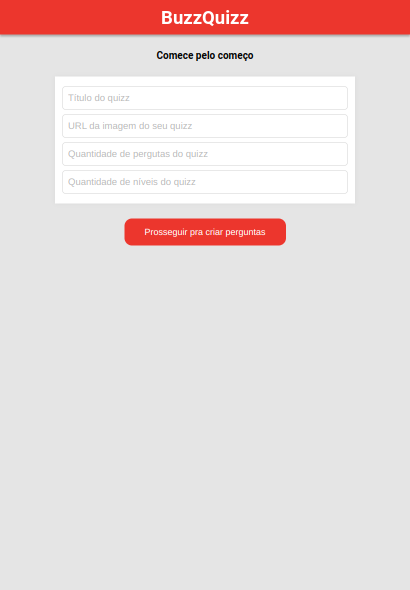 BuzzQuizz
Comece pelo começo
Título do quizz
URL da imagem do seu quizz
Quantidade de pergutas do quizz
Quantidade de níveis do quizz
Prosseguir pra criar perguntas